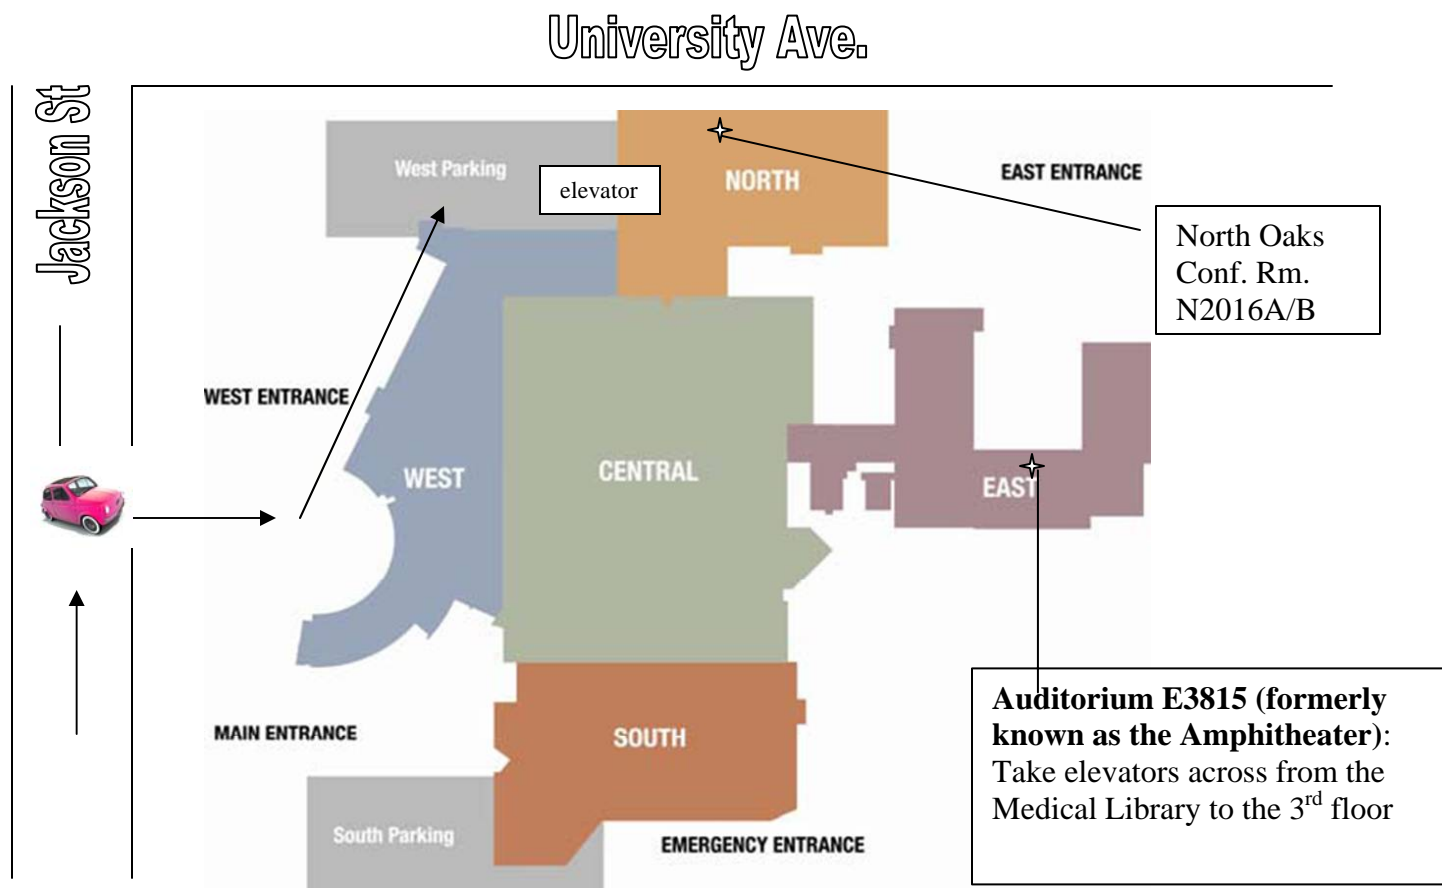 University Ave.
Jackson St
West Parking
elevator
NORTH
EAST ENTRANCE
North Oaks
Conf. Rm.
N2016A/B
WEST ENTRANCE
WEST
CENTRAL
EAST
MAIN ENTRANCE
SOUTH
Auditorium E3815 (formerly
known as the Amphitheater):
Take elevators across from the
Medical Library to the 3rd floor
South Parking
EMERGENCY ENTRANCE